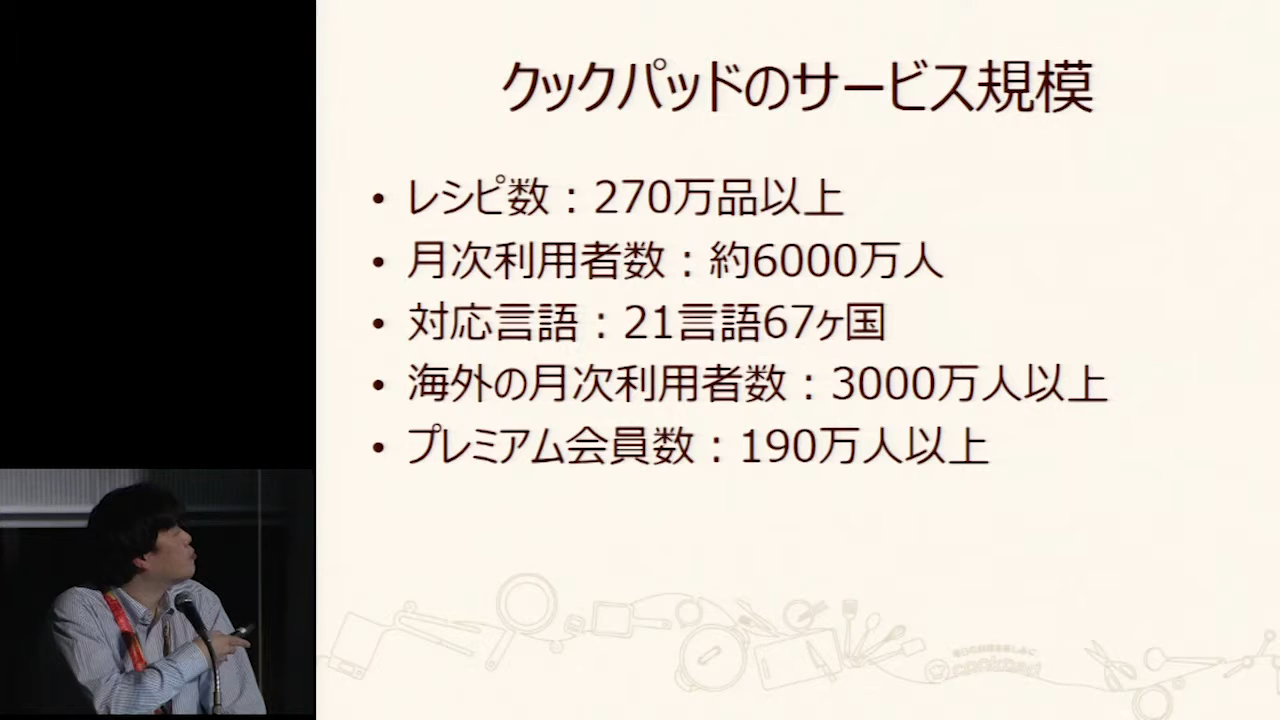 クックパッドのサービス規模
• レシピ数：270万品以上
• 月次利用者数：約6000万人
• 対応言語：21言語67ヶ国
• 海外の月次利用者数：3000万人以上
• プレミアム会員数：190万人以上
cookpad